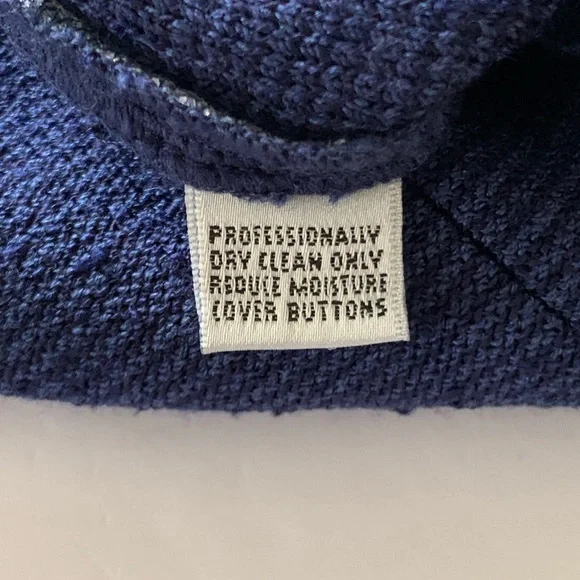 PROFESSIONALLY
DRY CLEAN ONLY
REDUCE MOISTURE
COVER BUTTONS